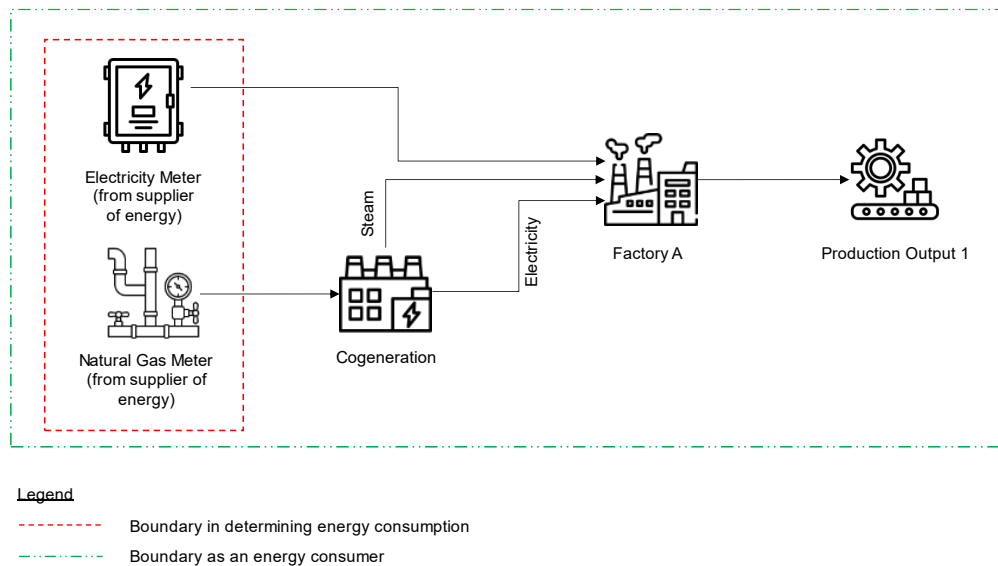 Electricity Meter
(from supplier
of energy)
Steam
Electricity
Factory A
Production Output 1
Natural Gas Meter
(from supplier of
energy)
Cogeneration
Legend
Boundary in determining energy consumption
Boundary as an energy consumer